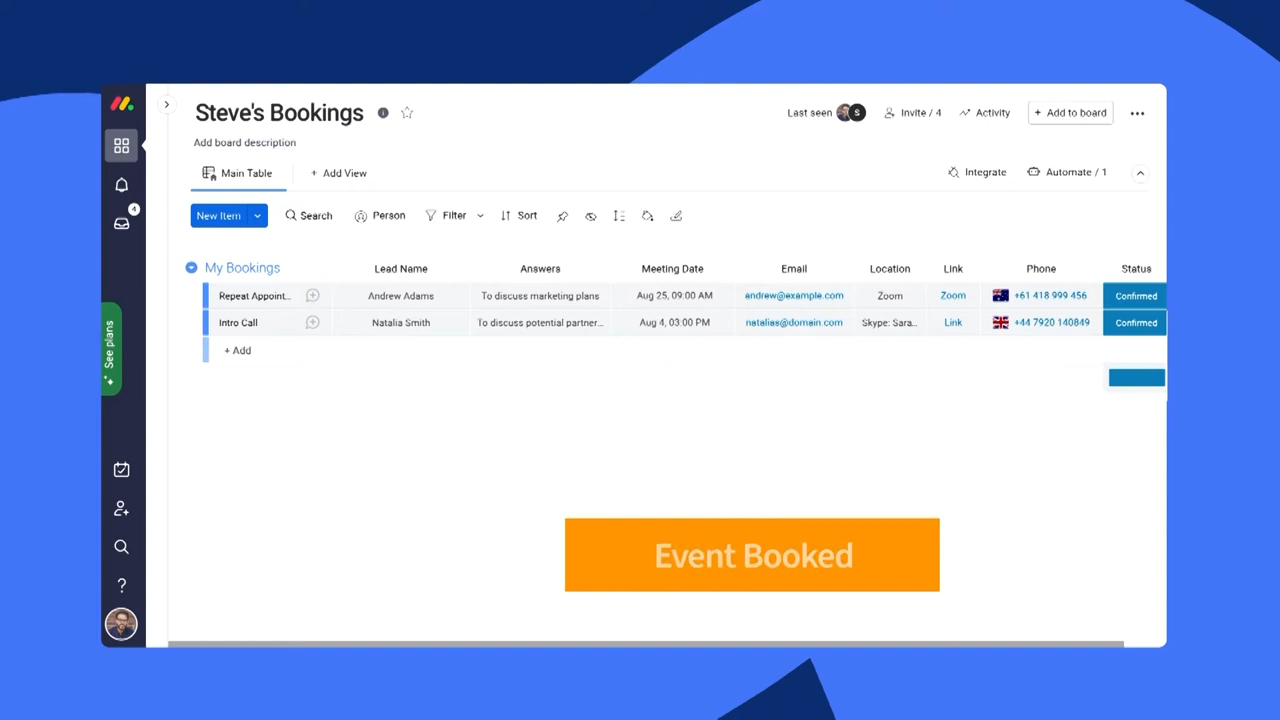 Steve's Bookings
Last seen S Invite / 4 Activity + Add to board
Add board description
Main Table + Add View Integrate Automate / 1
New Item Search Person Filter Sort
4
My Bookings Lead Name Answers Meeting Date Email Location Link Phone Status
Repeat Appoint... Andrew Adams To discuss marketing plans Aug 25, 09:00 AM andrew@example.com Zoom Zoom +61 418 999 456 Confirmed
Intro Call Natalia Smith To discuss potential partner... Aug 4, 03:00 PM natalias@domain.com Skype: Sara... Link +44 7920 140849 Confirmed
+ Add
See plans
Event Booked